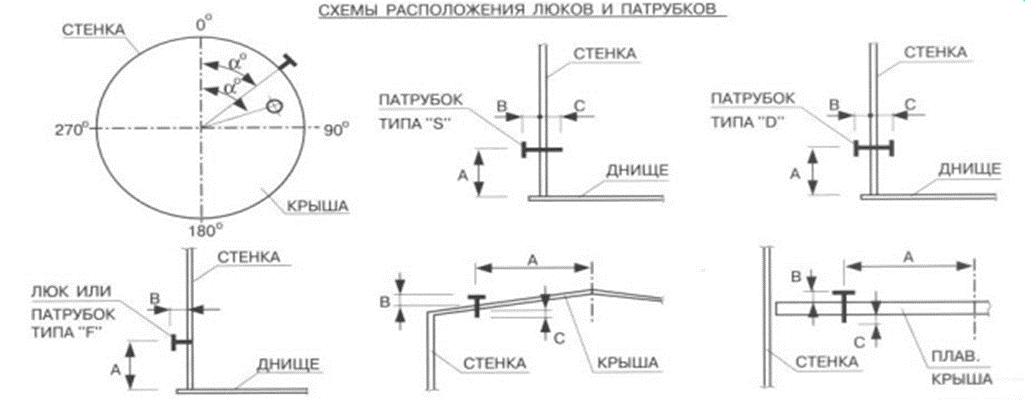 СХЕМЫ РАСПОЛОЖЕНИЯ ЛЮКОВ И ПАТРУБКОВ
СТЕНКА
0°
α°
α°
270°
90°
КРЫША
180°
СТЕНКА
ПАТРУБОК
ТИПА "S"
B
C
A
ДНИЩЕ
СТЕНКА
ПАТРУБОК
ТИПА "D"
B
C
A
ДНИЩЕ
СТЕНКА
ЛЮК ИЛИ
ПАТРУБОК
ТИПА "F"
B
A
ДНИЩЕ
A
B
C
СТЕНКА
КРЫША
A
B
C
СТЕНКА
ПЛАВ.
КРЫША